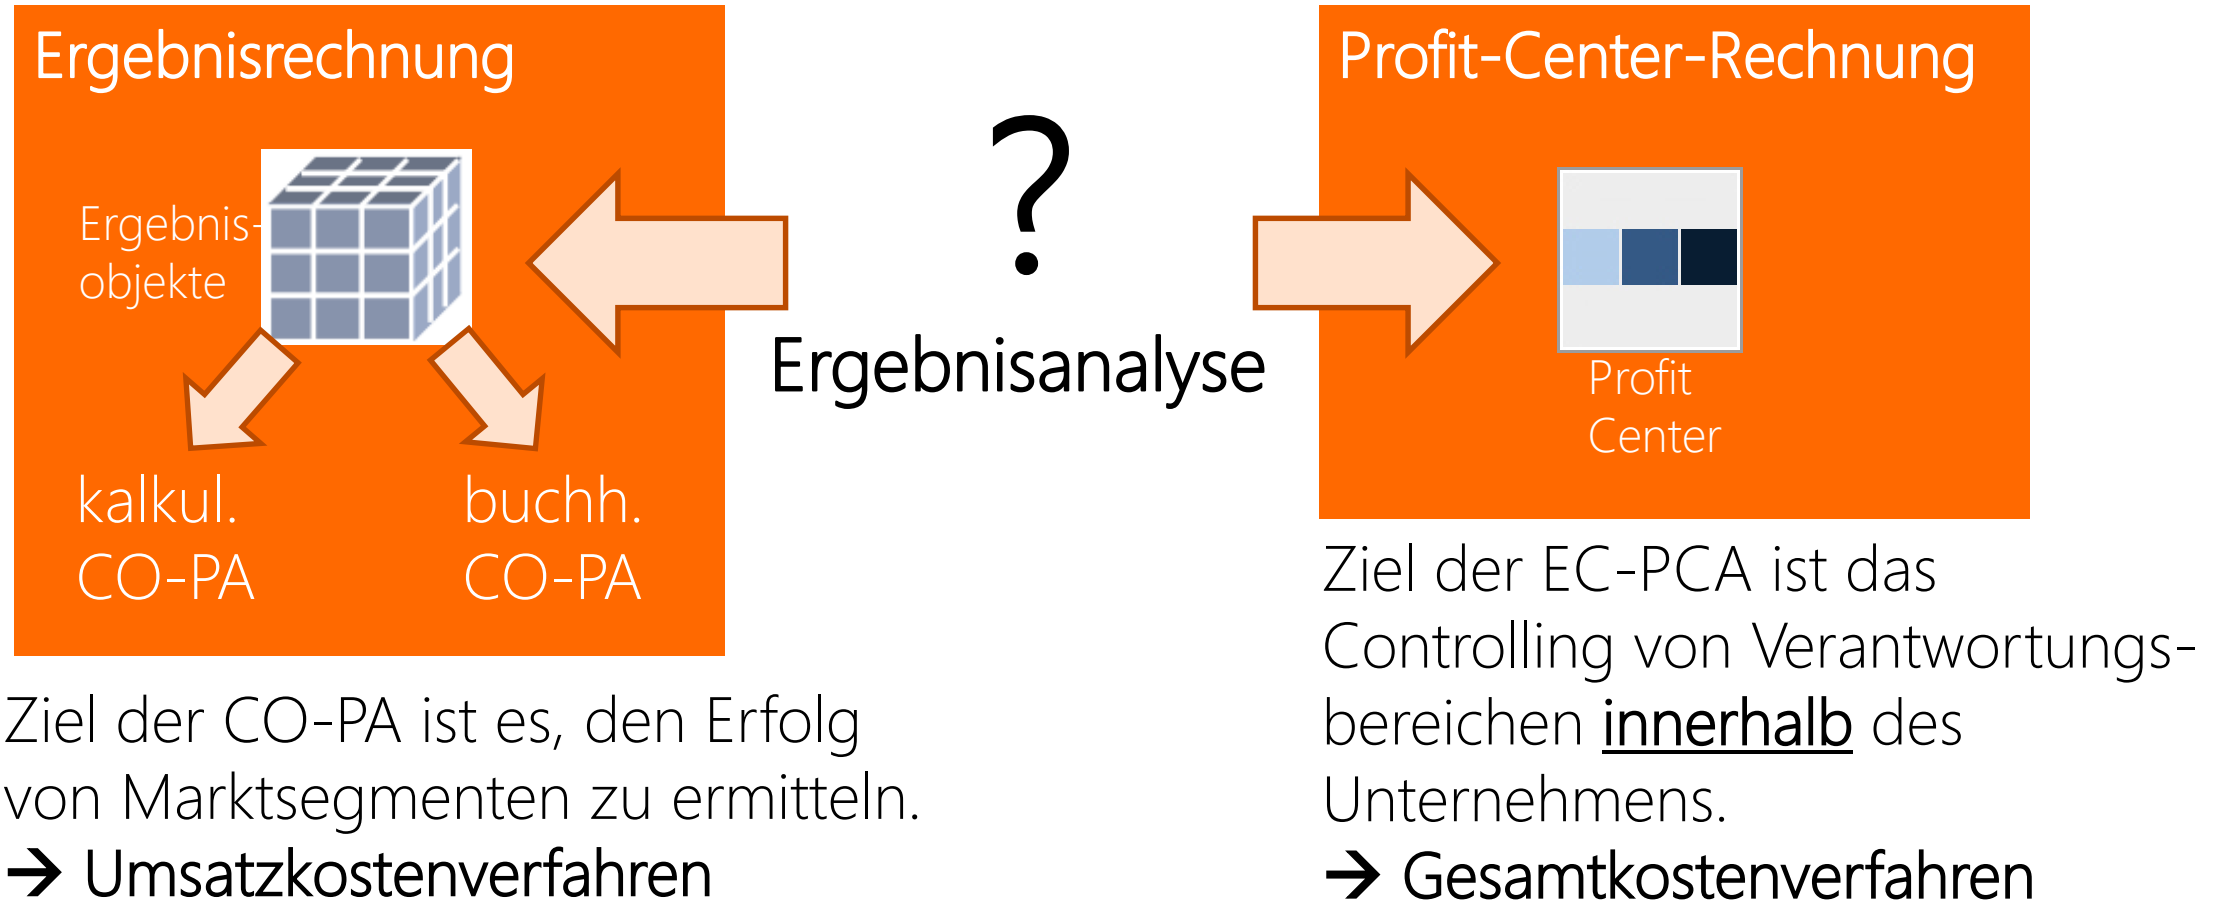 Ergebnisrechnung
Ergebnis-
objekte
kalkul.
CO-PA
buchh.
CO-PA
Ziel der CO-PA ist es, den Erfolg
von Marktsegmenten zu ermitteln.
→ Umsatzkostenverfahren
?
Ergebnisanalyse
Profit-Center-Rechnung
Profit
Center
Ziel der EC-PCA ist das
Controlling von Verantwortungs-
bereichen innerhalb des
Unternehmens.
→ Gesamtkostenverfahren